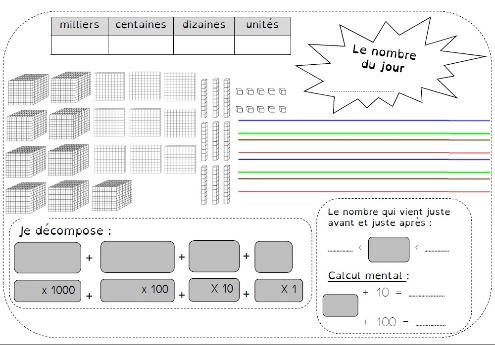 milliers centaines dizaines unités
Le nombre
du jour
Je décompose :
+ + +
x 1000 + x 100 + X 10 + X 1
Le nombre qui vient juste
avant et juste après :
........... < < ...........
Calcul mental :
+ 10 = ...........
+ 100 = ...........